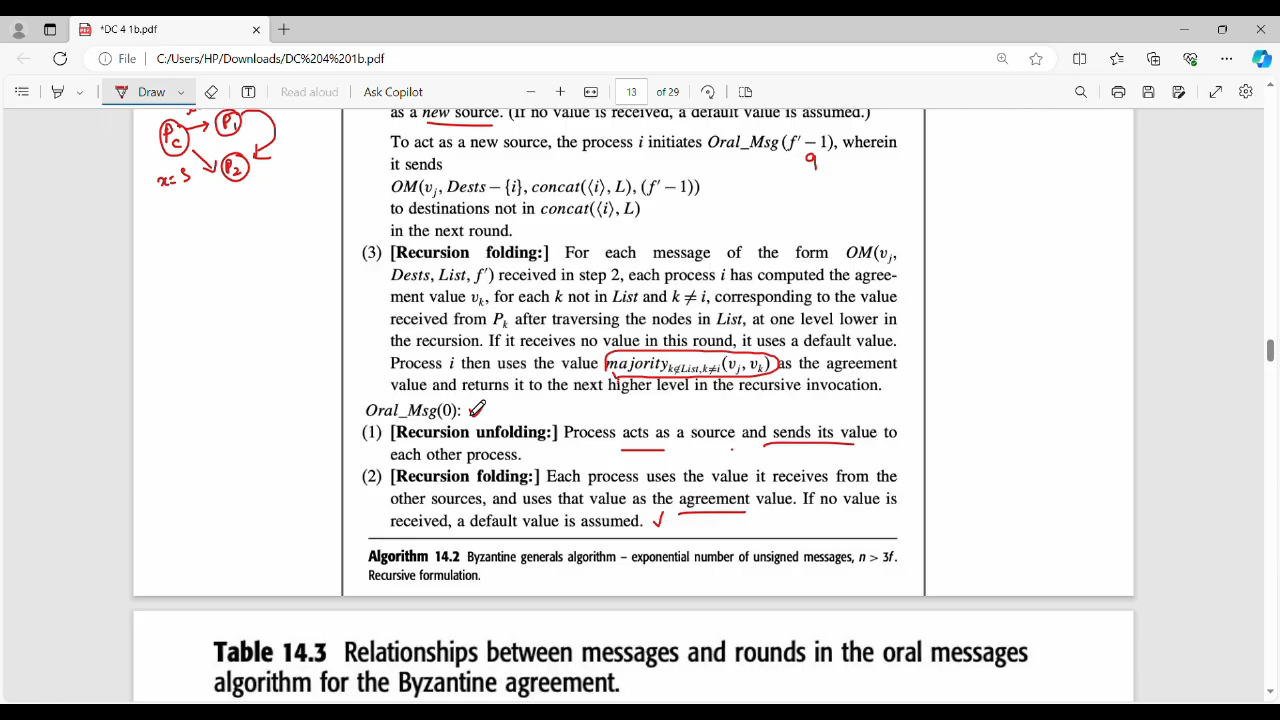 *DC 4 1b.pdf
File C:/Users/HP/Downloads/DC%204%201b.pdf
Draw Read aloud Ask Copilot 13 of 29
as a new source. (If no value is received, a default value is assumed.)
Pc P1
P2
x=s
To act as a new source, the process i initiates Oral_Msg(f′ − 1), wherein
9
it sends
OM(vj, Dests − {i}, concat(⟨i⟩, L), (f′ − 1))
to destinations not in concat(⟨i⟩, L)
in the next round.
(3) [Recursion folding:] For each message of the form OM(vj,
Dests, List, f′) received in step 2, each process i has computed the agree-
ment value vk, for each k not in List and k ≠ i, corresponding to the value
received from Pk after traversing the nodes in List, at one level lower in
the recursion. If it receives no value in this round, it uses a default value.
Process i then uses the value majorityk∉List,k≠i(vj, vk) as the agreement
value and returns it to the next higher level in the recursive invocation.
Oral_Msg(0):
(1) [Recursion unfolding:] Process acts as a source and sends its value to
each other process.
(2) [Recursion folding:] Each process uses the value it receives from the
other sources, and uses that value as the agreement value. If no value is
received, a default value is assumed.
Algorithm 14.2 Byzantine generals algorithm – exponential number of unsigned messages, n > 3f.
Recursive formulation.
Table 14.3 Relationships between messages and rounds in the oral messages
algorithm for the Byzantine agreement.